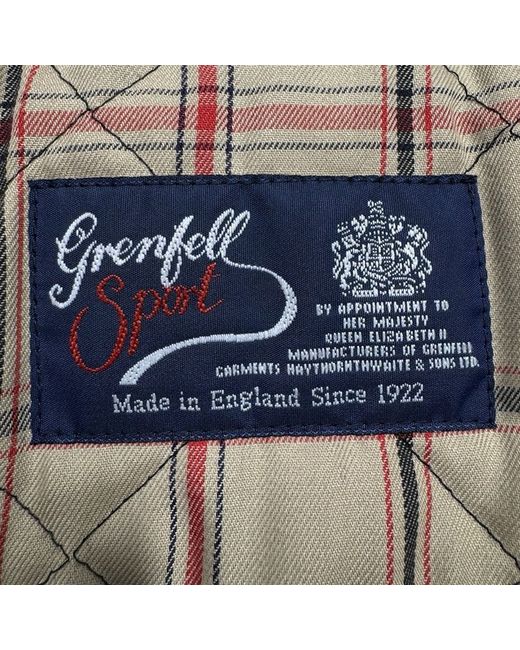 Grenfell
Sport
BY APPOINTMENT TO
HER MAJESTY
QUEEN ELIZABETH II
MANUFACTURERS OF GRENFELL
GARMENTS HAYTHORNTHWAITE & SONS LTD.
Made in England Since 1922